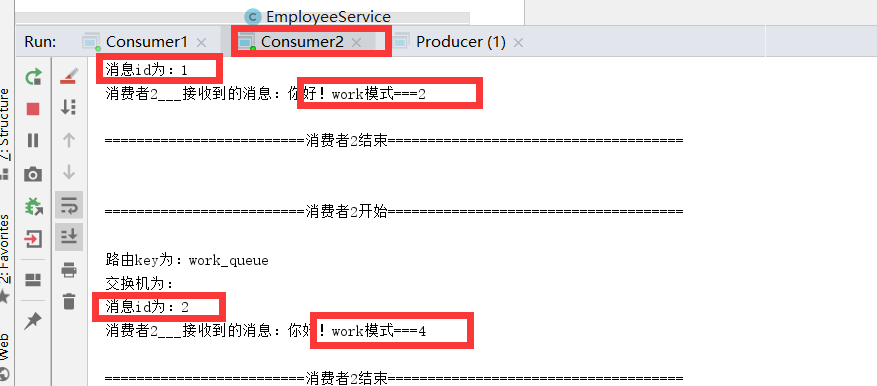 EmployeeService
Run: Consumer1 × Consumer2 × Producer (1) ×
消息id为：1
消费者2___接收到的消息：你好！work模式===2
=========================消费者2结束=====================================
=========================消费者2开始=====================================
路由key为：work_queue
交换机为：
消息id为：2
消费者2___接收到的消息：你好！work模式===4
=========================消费者2结束=====================================
7: Structure
2: Favorites
Web